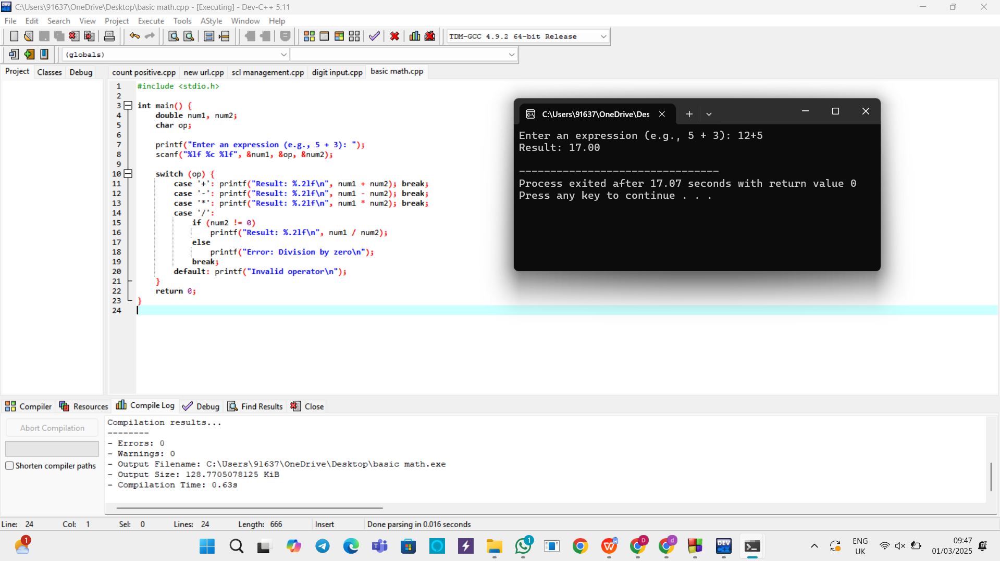 C:\Users\91637\OneDrive\Desktop\basic math.cpp - [Executing] - Dev-C++ 5.11
File Edit Search View Project Execute Tools AStyle Window Help
TDM-GCC 4.9.2 64-bit Release
(globals)
Project Classes Debug
count positive.cpp new url.cpp scl management.cpp digit input.cpp basic math.cpp
1 #include <stdio.h>
2
3 int main() {
4 double num1, num2;
5 char op;
6
7 printf("Enter an expression (e.g., 5 + 3): ");
8 scanf("%lf %c %lf", &num1, &op, &num2);
9
10 switch (op) {
11 case '+': printf("Result: %.2lf\n", num1 + num2); break;
12 case '-': printf("Result: %.2lf\n", num1 - num2); break;
13 case '*': printf("Result: %.2lf\n", num1 * num2); break;
14 case '/':
15 if (num2 != 0)
16 printf("Result: %.2lf\n", num1 / num2);
17 else
18 printf("Error: Division by zero\n");
19 break;
20 default: printf("Invalid operator\n");
21 }
22 return 0;
23 }
24
C:\Users\91637\OneDrive\Des
Enter an expression (e.g., 5 + 3): 12+5
Result: 17.00
--------------------------------
Process exited after 17.07 seconds with return value 0
Press any key to continue . . .
Compiler Resources Compile Log Debug Find Results Close
Abort Compilation
Shorten compiler paths
Compilation results...
--------
- Errors: 0
- Warnings: 0
- Output Filename: C:\Users\91637\OneDrive\Desktop\basic math.exe
- Output Size: 128.7705078125 KiB
- Compilation Time: 0.63s
Line: 24 Col: 1 Sel: 0 Lines: 24 Length: 666 Insert Done parsing in 0.016 seconds
1
1
D
d
DEV
ENG
UK
09:47
01/03/2025